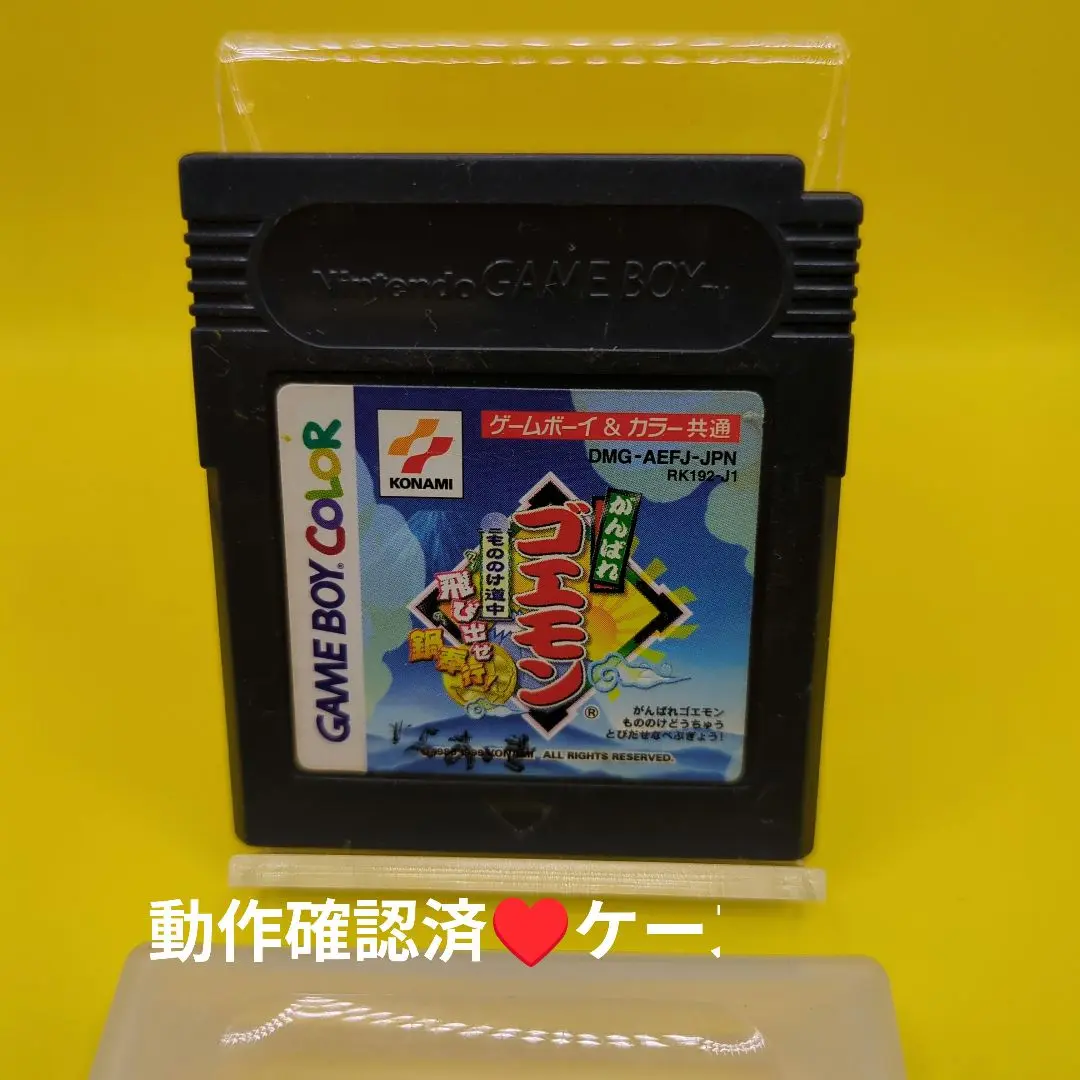 Nintendo GAME BOY TM
GAME BOY COLOR
KONAMI
ゲームボーイ & カラー共通
DMG-AEFJ-JPN
RK192-J1
がんばれ
ゴエモン
もののけ道中
飛び出せ
鍋奉行!
®
がんばれゴエモン
もののけどうちゅう
とびだせなべぶぎょう!
KONAMI ALL RIGHTS RESERVED.
動作確認済♥ケー